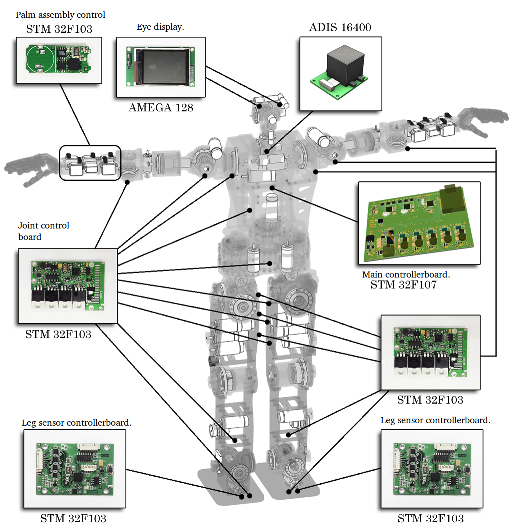 Palm assembly control
STM 32F103
Eye display.
AMEGA 128
ADIS 16400
Joint control
board
STM 32F103
Main controllerboard.
STM 32F107
STM 32F103
Leg sensor controllerboard.
STM 32F103
Leg sensor controllerboard.
STM 32F103